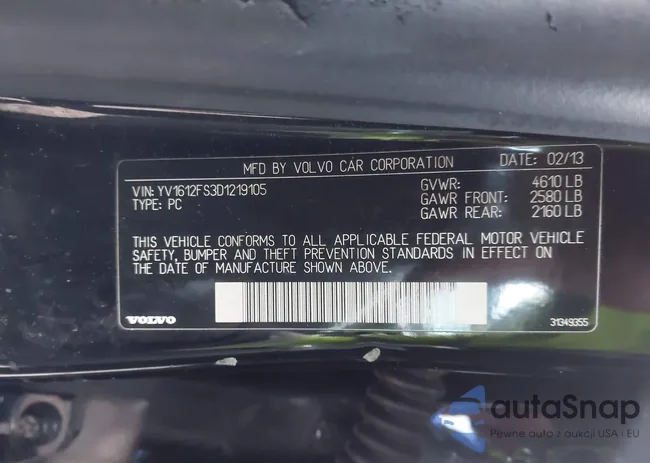 MFD BY VOLVO CAR CORPORATION DATE: 02/13
VIN: YV1612FS3D1219105 GVWR: 4610 LB
TYPE: PC GAWR FRONT: 2580 LB
GAWR REAR: 2160 LB
THIS VEHICLE CONFORMS TO ALL APPLICABLE FEDERAL MOTOR VEHICLE
SAFETY, BUMPER AND THEFT PREVENTION STANDARDS IN EFFECT ON
THE DATE OF MANUFACTURE SHOWN ABOVE.
VOLVO 31349355
autaSnap
Pewne auta z aukcji USA i EU